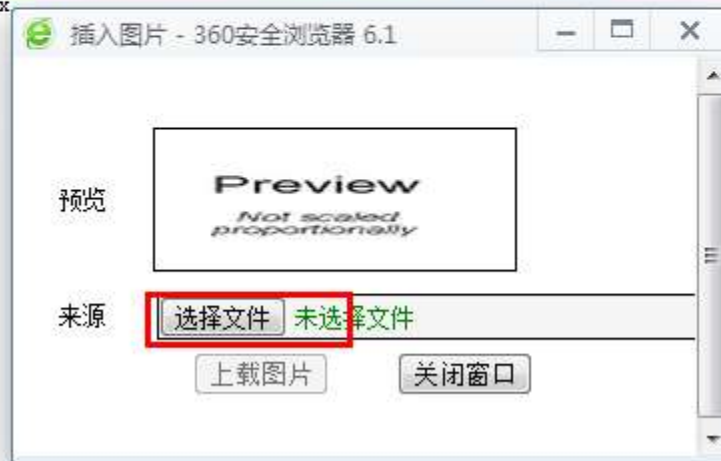 x
插入图片 - 360安全浏览器 6.1
Preview
预览
Not scaled
proportionally
来源 选择文件 未选择文件
上载图片 关闭窗口